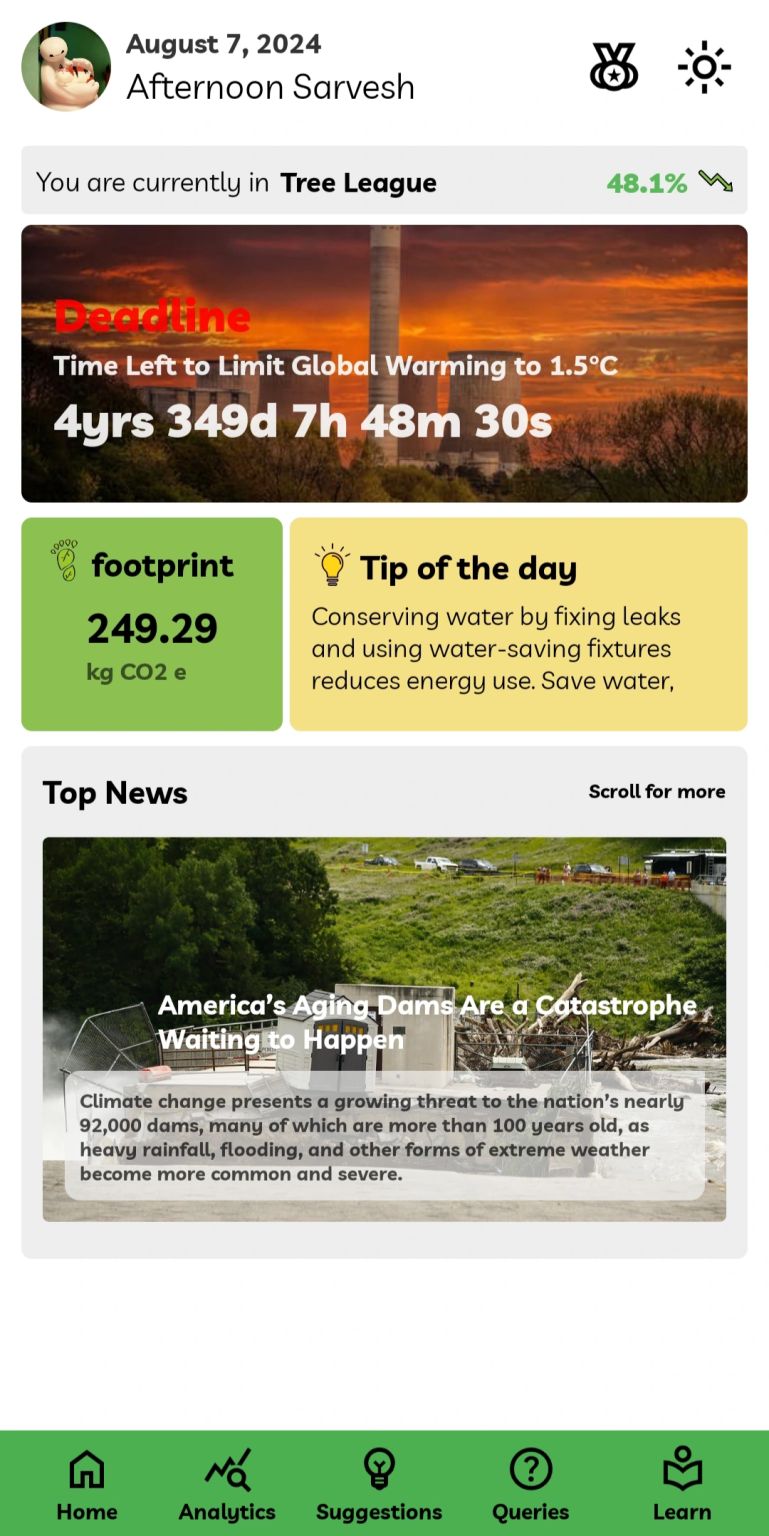 August 7, 2024
Afternoon Sarvesh
You are currently in Tree League
48.1%
Deadline
Time Left to Limit Global Warming to 1.5°C
4yrs 349d 7h 48m 30s
footprint
249.29
kg CO2 e
Tip of the day
Conserving water by fixing leaks
and using water-saving fixtures
reduces energy use. Save water,
Top News
Scroll for more
America's Aging Dams Are a Catastrophe
Waiting to Happen
Climate change presents a growing threat to the nation's nearly
92,000 dams, many of which are more than 100 years old, as
heavy rainfall, flooding, and other forms of extreme weather
become more common and severe.
Home
Analytics
Suggestions
Queries
Learn